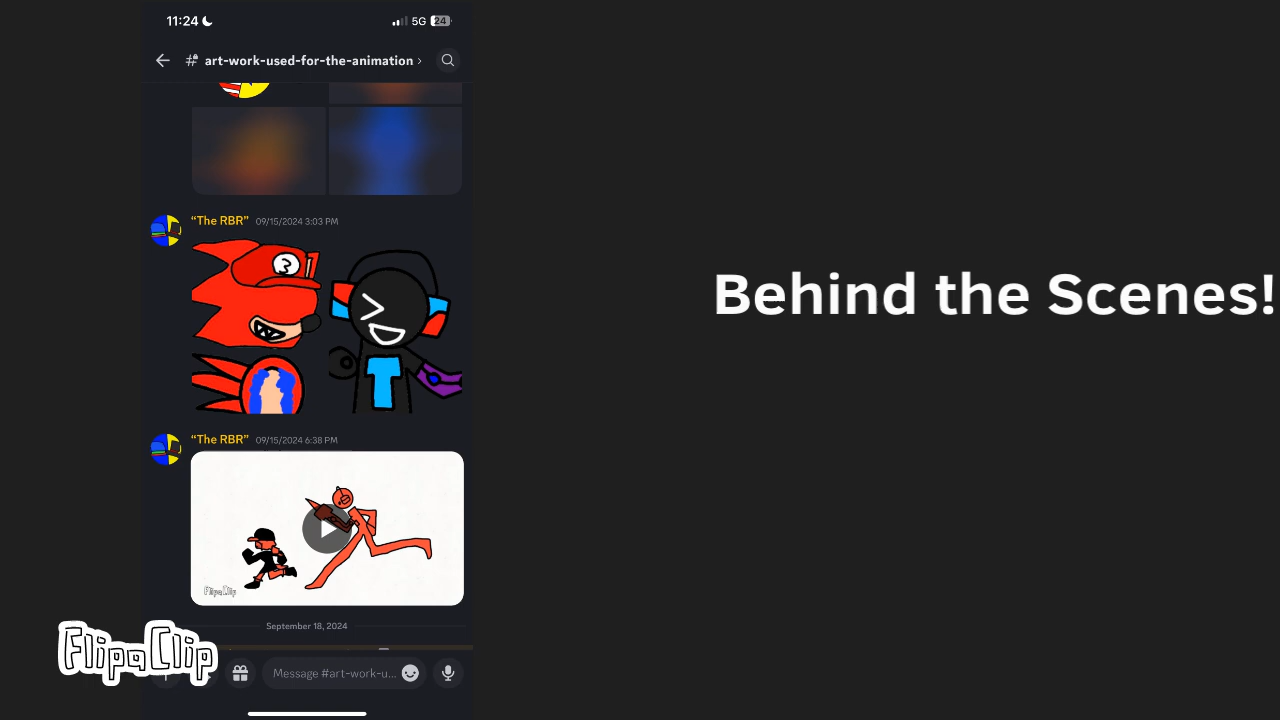 11:24
5G 24
# art-work-used-for-the-animation ›
“The RBR” 09/15/2024 3:03 PM
3
T
“The RBR” 09/15/2024 6:38 PM
FlipaClip
September 18, 2024
Message #art-work-u...
FlipaClip
Behind the Scenes!